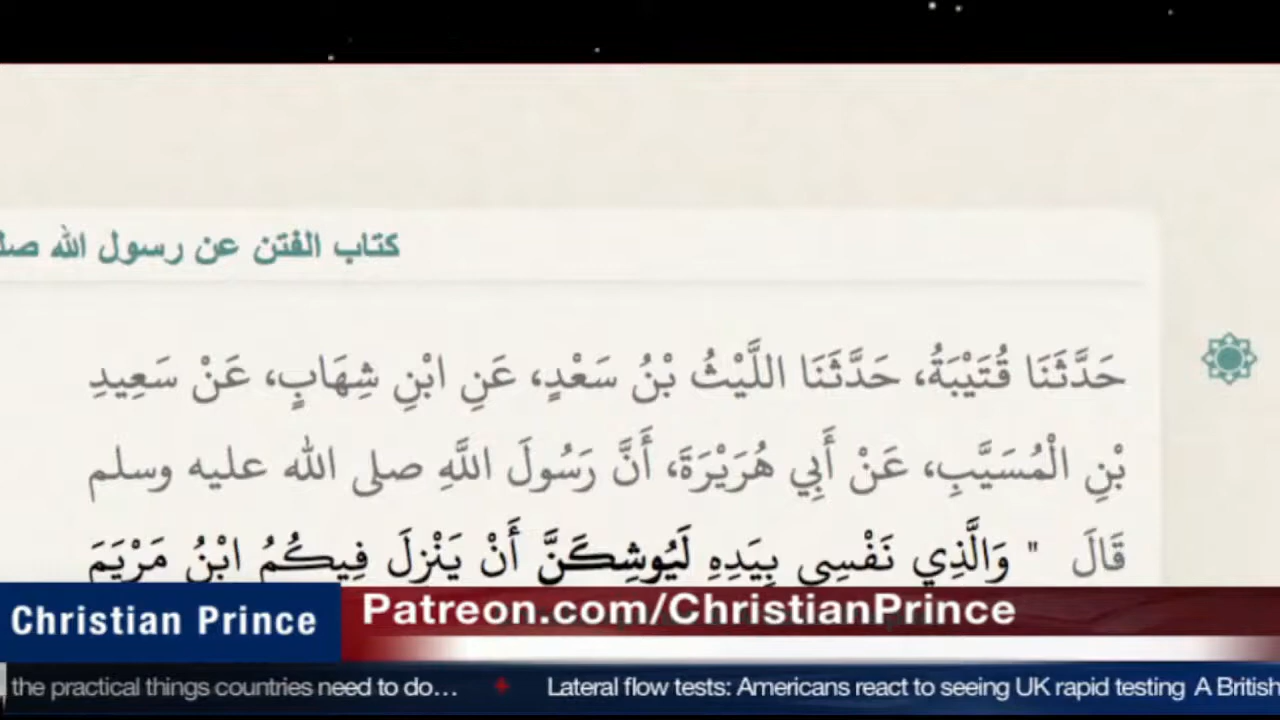 كتاب الفتن عن رسول الله صلـ
حَدَّثَنَا قُتَيْبَةُ، حَدَّثَنَا اللَّيْثُ بْنُ سَعْدٍ، عَنِ ابْنِ شِهَابٍ، عَنْ سَعِيدِ
بْنِ الْمُسَيَّبِ، عَنْ أَبِي هُرَيْرَةَ، أَنَّ رَسُولَ اللَّهِ صلى الله عليه وسلم
قَالَ " وَالَّذِي نَفْسِي بِيَدِهِ لَيُوشِكَنَّ أَنْ يَنْزِلَ فِيكُمُ ابْنُ مَرْيَمَ
Christian Prince
Patreon.com/ChristianPrince
the practical things countries need to do… Lateral flow tests: Americans react to seeing UK rapid testing A British